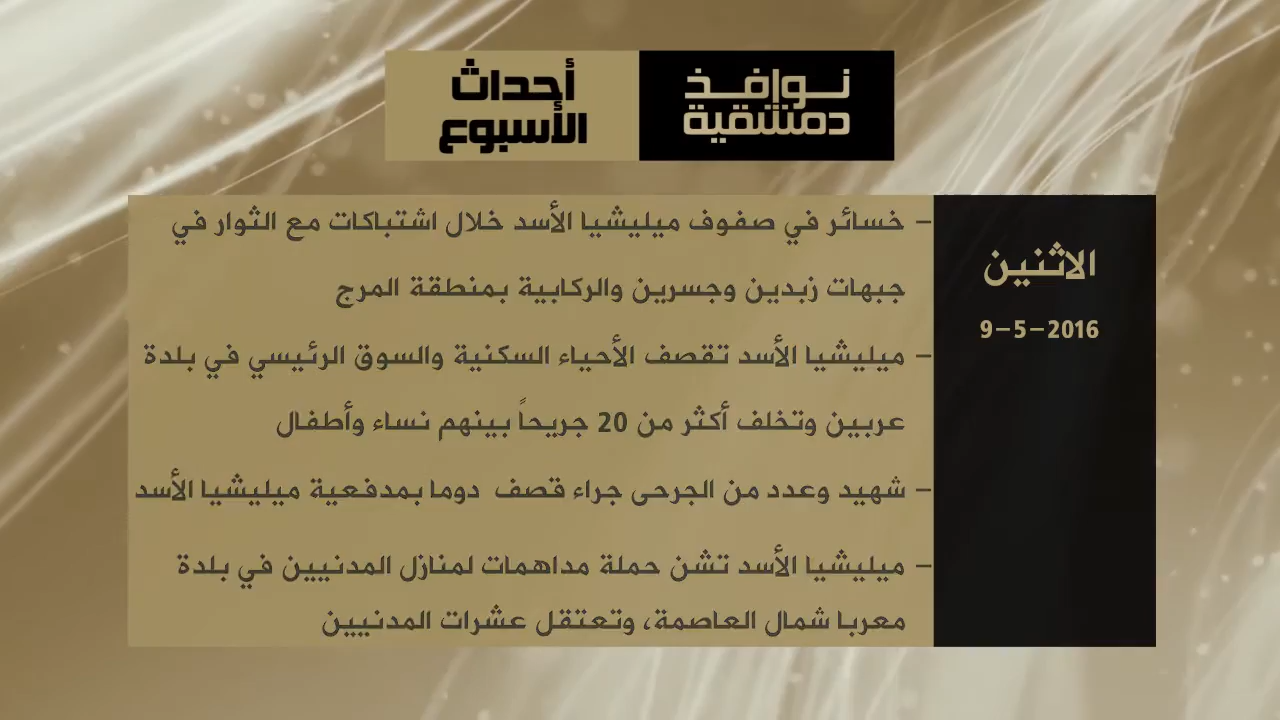 نوافذ
دمشقية
أحداث
الأسبوع
الاثنين
9-5-2016
- خسائر في صفوف ميليشيا الأسد خلال اشتباكات مع الثوار في
جبهات زبدين وجسرين والركابية بمنطقة المرج
- ميليشيا الأسد تقصف الأحياء السكنية والسوق الرئيسي في بلدة
عربين وتخلف أكثر من 20 جريحاً بينهم نساء وأطفال
- شهيد وعدد من الجرحى جراء قصف دوما بمدفعية ميليشيا الأسد
- ميليشيا الأسد تشن حملة مداهمات لمنازل المدنيين في بلدة
معربا شمال العاصمة، وتعتقل عشرات المدنيين